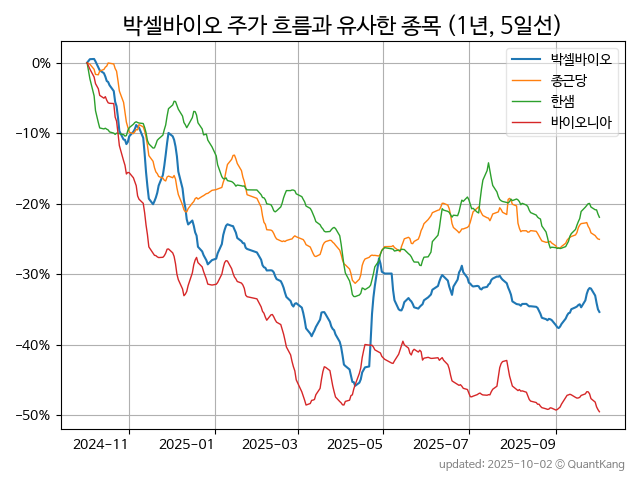 박셀바이오 주가 흐름과 유사한 종목 (1년, 5일선)
박셀바이오
종근당
한샘
바이오니아
0%
−10%
−20%
−30%
−40%
−50%
2024-11 2025-01 2025-03 2025-05 2025-07 2025-09
updated: 2025-10-02 © QuantKang